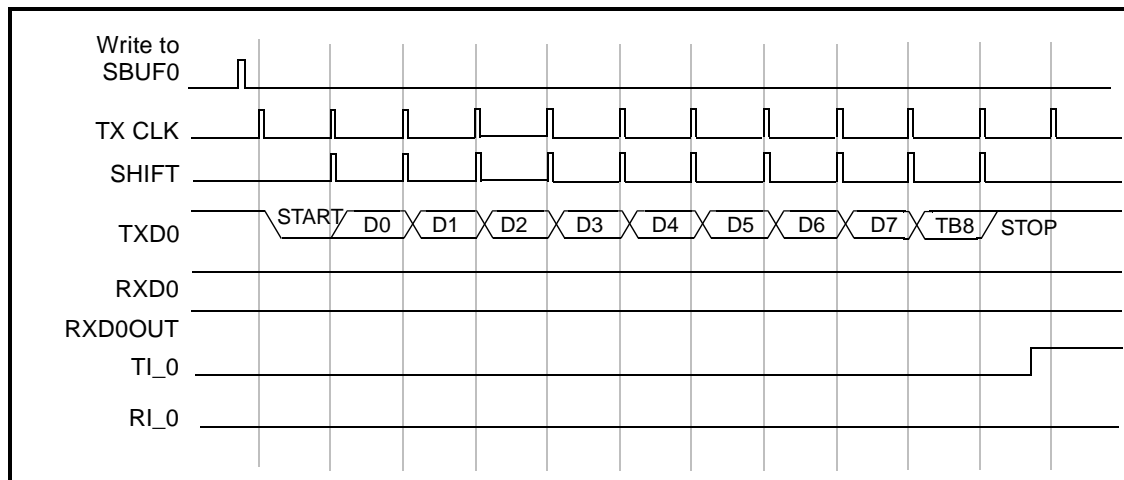 Write to
SBUF0
TX CLK
SHIFT
TXD0 START D0 D1 D2 D3 D4 D5 D6 D7 TB8 STOP
RXD0
RXD0OUT
TI_0
RI_0